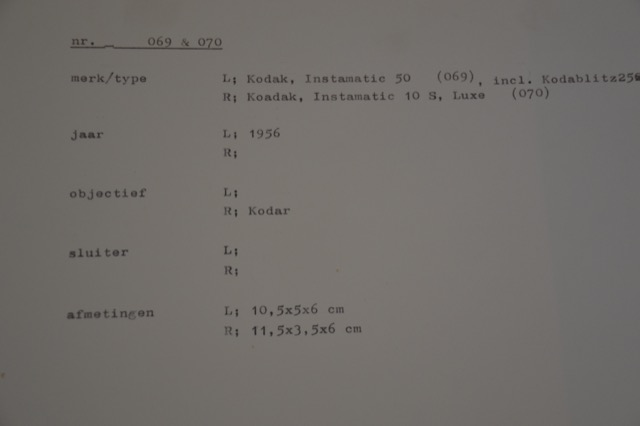 nr. _ 069 & 070
merk/type L; Kodak, Instamatic 50 (069), incl. Kodablitz25
R; Koadak, Instamatic 10 S, Luxe (070)
jaar L; 1956
R;
objectief L;
R; Kodar
sluiter L;
R;
afmetingen L; 10,5x5x6 cm
R; 11,5x3,5x6 cm